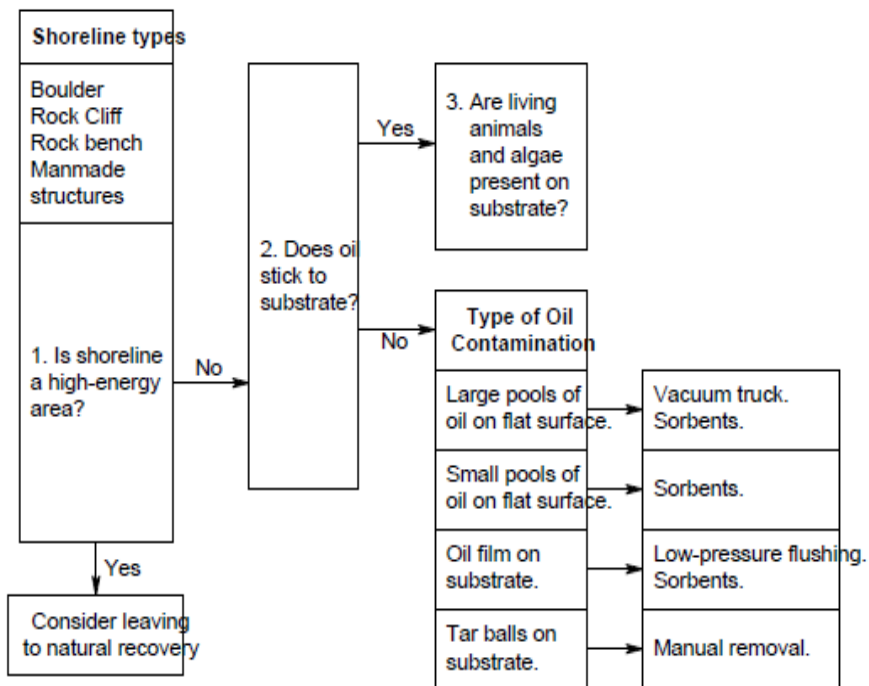 Shoreline types
Boulder
Rock Cliff
Rock bench
Manmade
structures
1. Is shoreline
a high-energy
area?
No
Yes
Consider leaving
to natural recovery
2. Does oil
stick to
substrate?
Yes
No
3. Are living
animals
and algae
present on
substrate?
Type of Oil
Contamination
Large pools of
oil on flat surface.
Vacuum truck.
Sorbents.
Small pools of
oil on flat surface.
Sorbents.
Oil film on
substrate.
Low-pressure flushing.
Sorbents.
Tar balls on
substrate.
Manual removal.